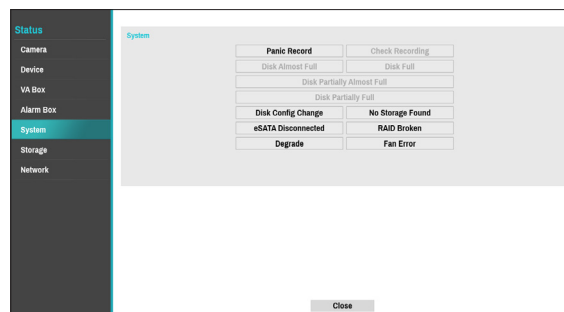 Status
Camera
Device
VA Box
Alarm Box
System
Storage
Network
System
Panic Record Check Recording
Disk Almost Full Disk Full
Disk Partially Almost Full
Disk Partially Full
Disk Config Change No Storage Found
eSATA Disconnected RAID Broken
Degrade Fan Error
Close